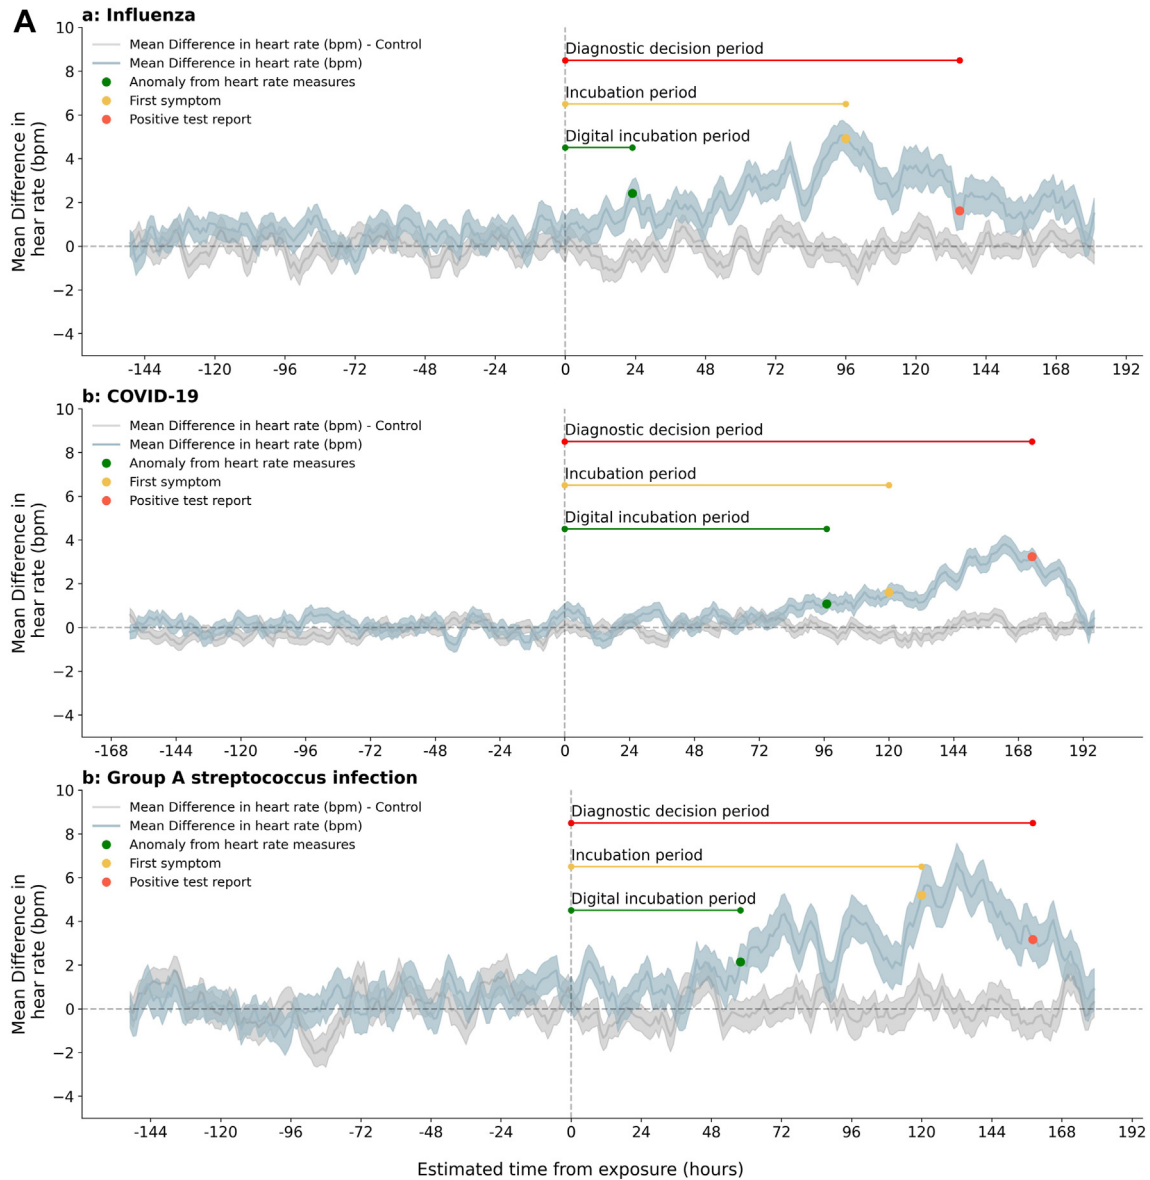 A
a: Influenza
10
8
6
4
2
0
−2
−4
Mean Difference in
hear rate (bpm)
Mean Difference in heart rate (bpm) - Control
Mean Difference in heart rate (bpm)
Anomaly from heart rate measures
First symptom
Positive test report
Diagnostic decision period
Incubation period
Digital incubation period
-144 -120 -96 -72 -48 -24 0 24 48 72 96 120 144 168 192
b: COVID-19
10
8
6
4
2
0
−2
−4
Mean Difference in
hear rate (bpm)
Mean Difference in heart rate (bpm) - Control
Mean Difference in heart rate (bpm)
Anomaly from heart rate measures
First symptom
Positive test report
Diagnostic decision period
Incubation period
Digital incubation period
-168 -144 -120 -96 -72 -48 -24 0 24 48 72 96 120 144 168 192
b: Group A streptococcus infection
10
8
6
4
2
0
−2
−4
Mean Difference in
hear rate (bpm)
Mean Difference in heart rate (bpm) - Control
Mean Difference in heart rate (bpm)
Anomaly from heart rate measures
First symptom
Positive test report
Diagnostic decision period
Incubation period
Digital incubation period
-144 -120 -96 -72 -48 -24 0 24 48 72 96 120 144 168 192
Estimated time from exposure (hours)